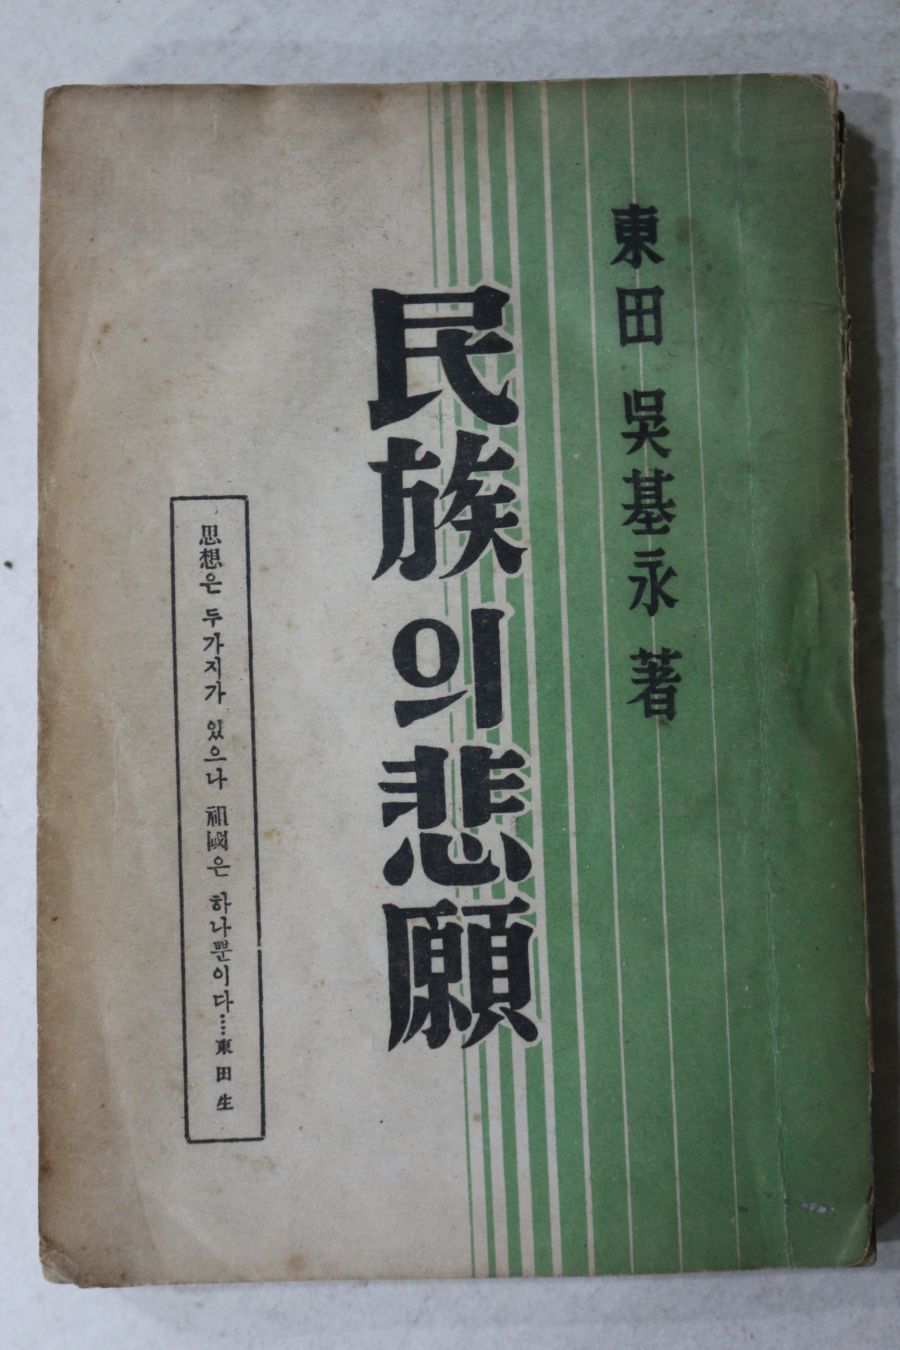 東田 吳基永 著
民族의悲願
思想은 두가지가 있으나 祖國은 하나뿐이다……東田生